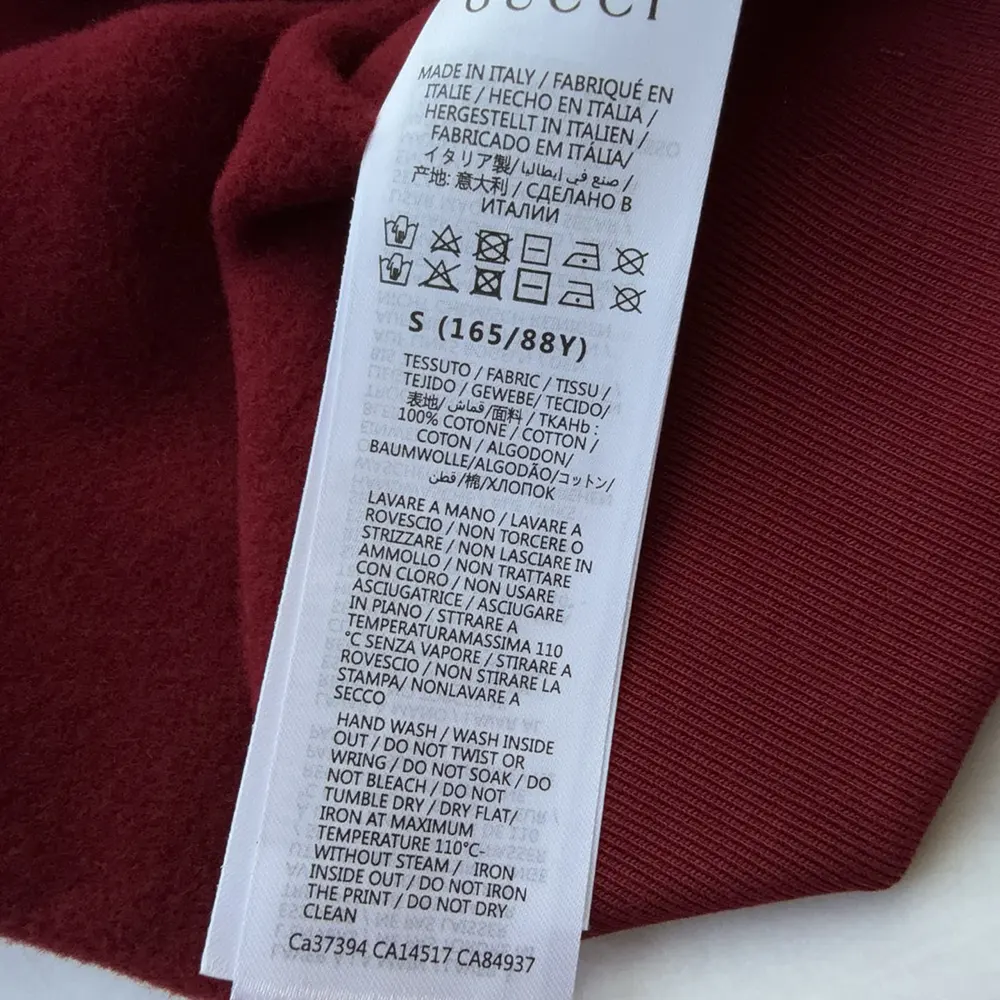 GUCCI
MADE IN ITALY / FABRIQUÉ EN
ITALIE / HECHO EN ITALIA /
HERGESTELLT IN ITALIEN /
FABRICADO EM ITÁLIA/
イタリア製/صنع في إيطاليا /
产地: 意大利 / СДЕЛАНО В
ИТАЛИИ
S (165/88Y)
TESSUTO / FABRIC / TISSU /
TEJIDO / GEWEBE/ TECIDO/
表地/قماش/面料 / TKAHb :
100% COTONE / COTTON /
COTON / ALGODON/
BAUMWOLLE/ALGODÃO/コットン/
قطن/棉/ХЛОПОК
LAVARE A MANO / LAVARE A
ROVESCIO / NON TORCERE O
STRIZZARE / NON LASCIARE IN
AMMOLLO / NON TRATTARE
CON CLORO / NON USARE
ASCIUGATRICE / ASCIUGARE
IN PIANO / STTRARE A
TEMPERATURAMASSIMA 110
°C SENZA VAPORE / STIRARE A
ROVESCIO / NON STIRARE LA
STAMPA/ NONLAVARE A
SECCO
HAND WASH / WASH INSIDE
OUT / DO NOT TWIST OR
WRING / DO NOT SOAK / DO
NOT BLEACH / DO NOT
TUMBLE DRY / DRY FLAT/
IRON AT MAXIMUM
TEMPERATURE 110°C-
WITHOUT STEAM / IRON
INSIDE OUT / DO NOT IRON
THE PRINT / DO NOT DRY
CLEAN
Ca37394 CA14517 CA84937